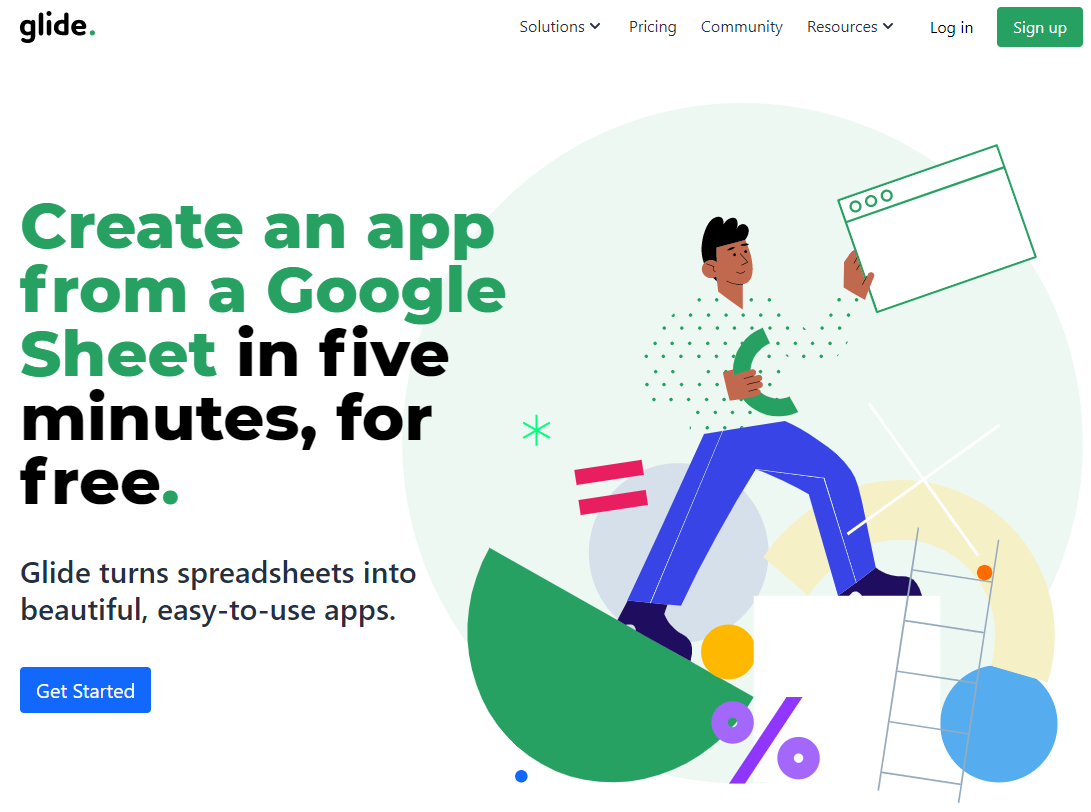 glide.
Solutions
Pricing
Community
Resources
Log in
Sign up
Create an app
from a Google
Sheet in five
minutes, for
free.
Glide turns spreadsheets into
beautiful, easy-to-use apps.
Get Started
%